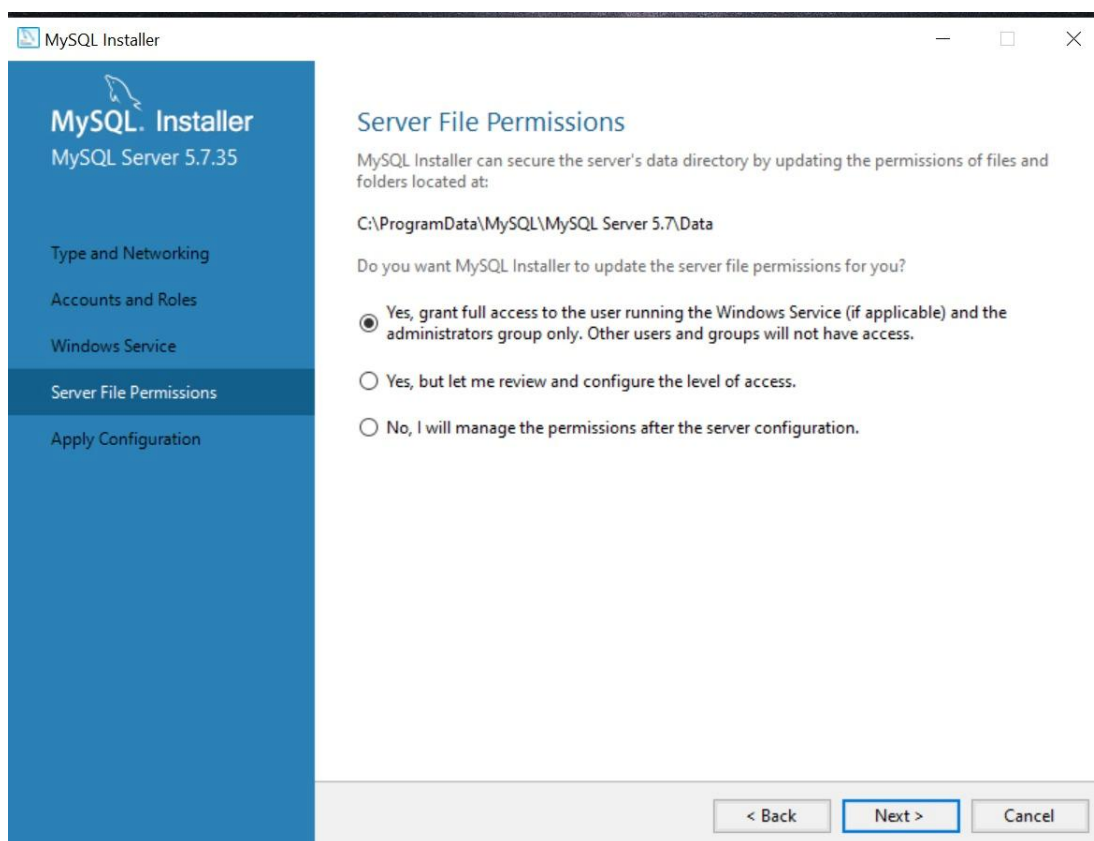 MySQL Installer
MySQL. Installer
MySQL Server 5.7.35
Type and Networking
Accounts and Roles
Windows Service
Server File Permissions
Apply Configuration
Server File Permissions
MySQL Installer can secure the server's data directory by updating the permissions of files and
folders located at:
C:\ProgramData\MySQL\MySQL Server 5.7\Data
Do you want MySQL Installer to update the server file permissions for you?
Yes, grant full access to the user running the Windows Service (if applicable) and the
administrators group only. Other users and groups will not have access.
Yes, but let me review and configure the level of access.
No, I will manage the permissions after the server configuration.
< Back
Next >
Cancel